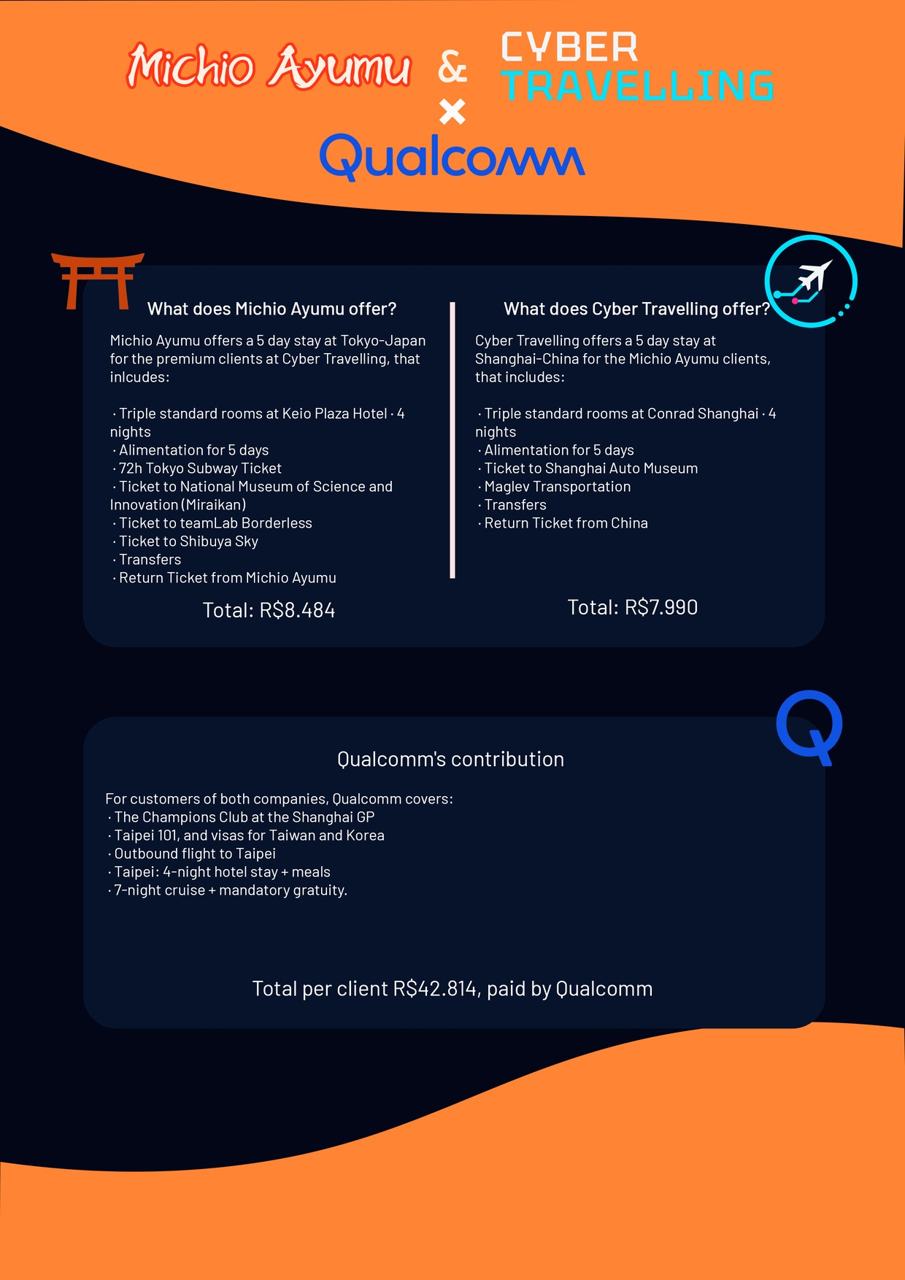 Michio Ayumu & CYBER
TRAVELLING
×
Qualcomm
What does Michio Ayumu offer?
Michio Ayumu offers a 5 day stay at Tokyo-Japan
for the premium clients at Cyber Travelling, that
inlcudes:
· Triple standard rooms at Keio Plaza Hotel · 4
nights
· Alimentation for 5 days
· 72h Tokyo Subway Ticket
· Ticket to National Museum of Science and
Innovation (Miraikan)
· Ticket to teamLab Borderless
· Ticket to Shibuya Sky
· Transfers
· Return Ticket from Michio Ayumu
Total: R$8.484
What does Cyber Travelling offer?
Cyber Travelling offers a 5 day stay at
Shanghai-China for the Michio Ayumu clients,
that includes:
· Triple standard rooms at Conrad Shanghai · 4
nights
· Alimentation for 5 days
· Ticket to Shanghai Auto Museum
· Maglev Transportation
· Transfers
· Return Ticket from China
Total: R$7.990
Q
Qualcomm's contribution
For customers of both companies, Qualcomm covers:
· The Champions Club at the Shanghai GP
· Taipei 101, and visas for Taiwan and Korea
· Outbound flight to Taipei
· Taipei: 4-night hotel stay + meals
· 7-night cruise + mandatory gratuity.
Total per client R$42.814, paid by Qualcomm